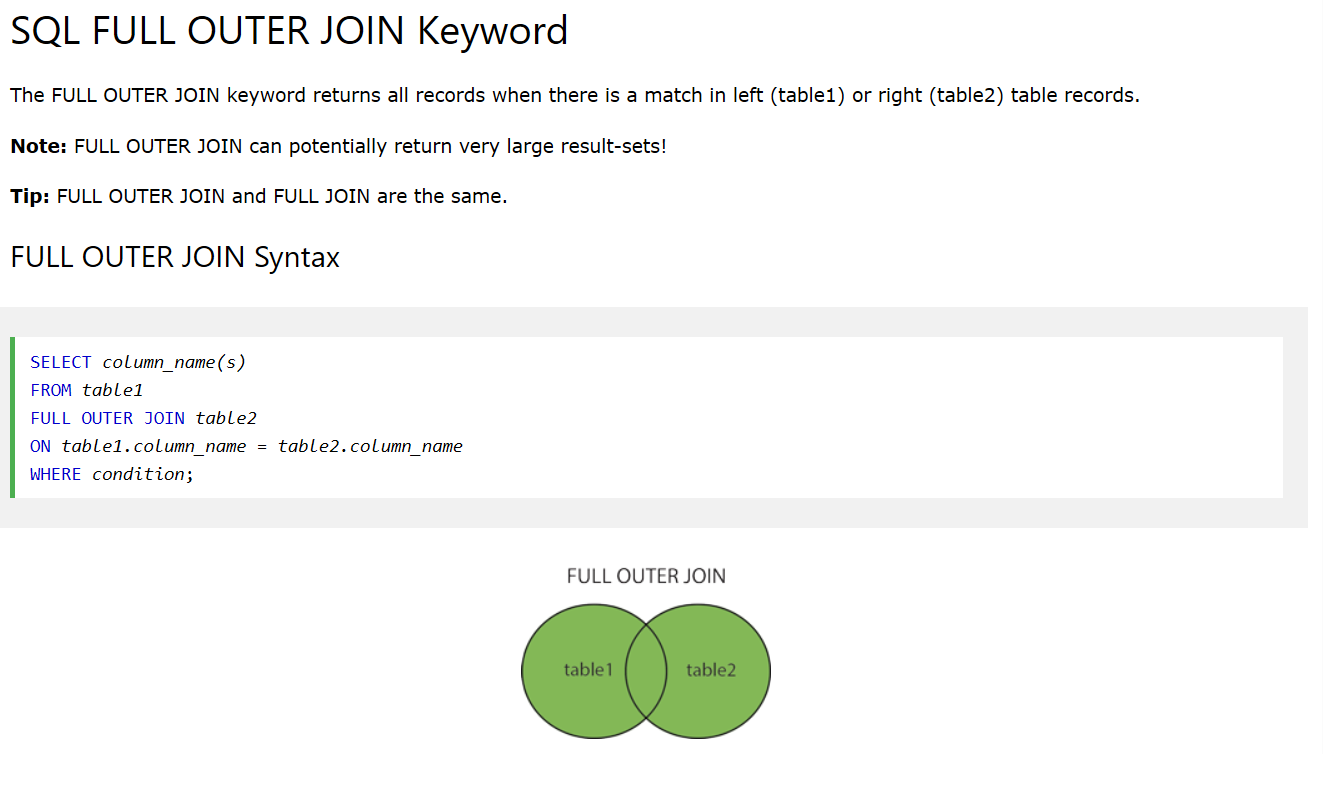 SQL FULL OUTER JOIN Keyword
The FULL OUTER JOIN keyword returns all records when there is a match in left (table1) or right (table2) table records.
Note: FULL OUTER JOIN can potentially return very large result-sets!
Tip: FULL OUTER JOIN and FULL JOIN are the same.
FULL OUTER JOIN Syntax
SELECT column_name(s)
FROM table1
FULL OUTER JOIN table2
ON table1.column_name = table2.column_name
WHERE condition;
FULL OUTER JOIN
table1 table2